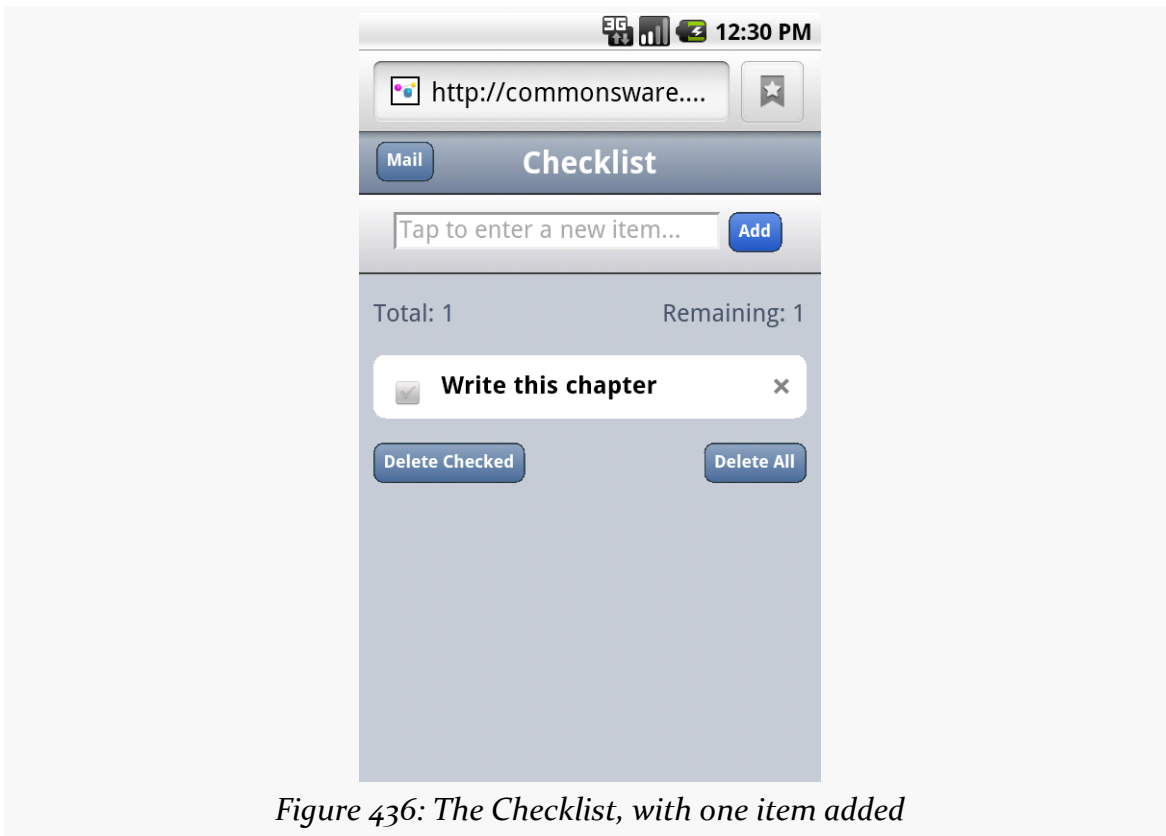 3G 12:30 PM
http://commonsware....
Mail Checklist
Tap to enter a new item... Add
Total: 1 Remaining: 1
Write this chapter ×
Delete Checked Delete All
Figure 436: The Checklist, with one item added